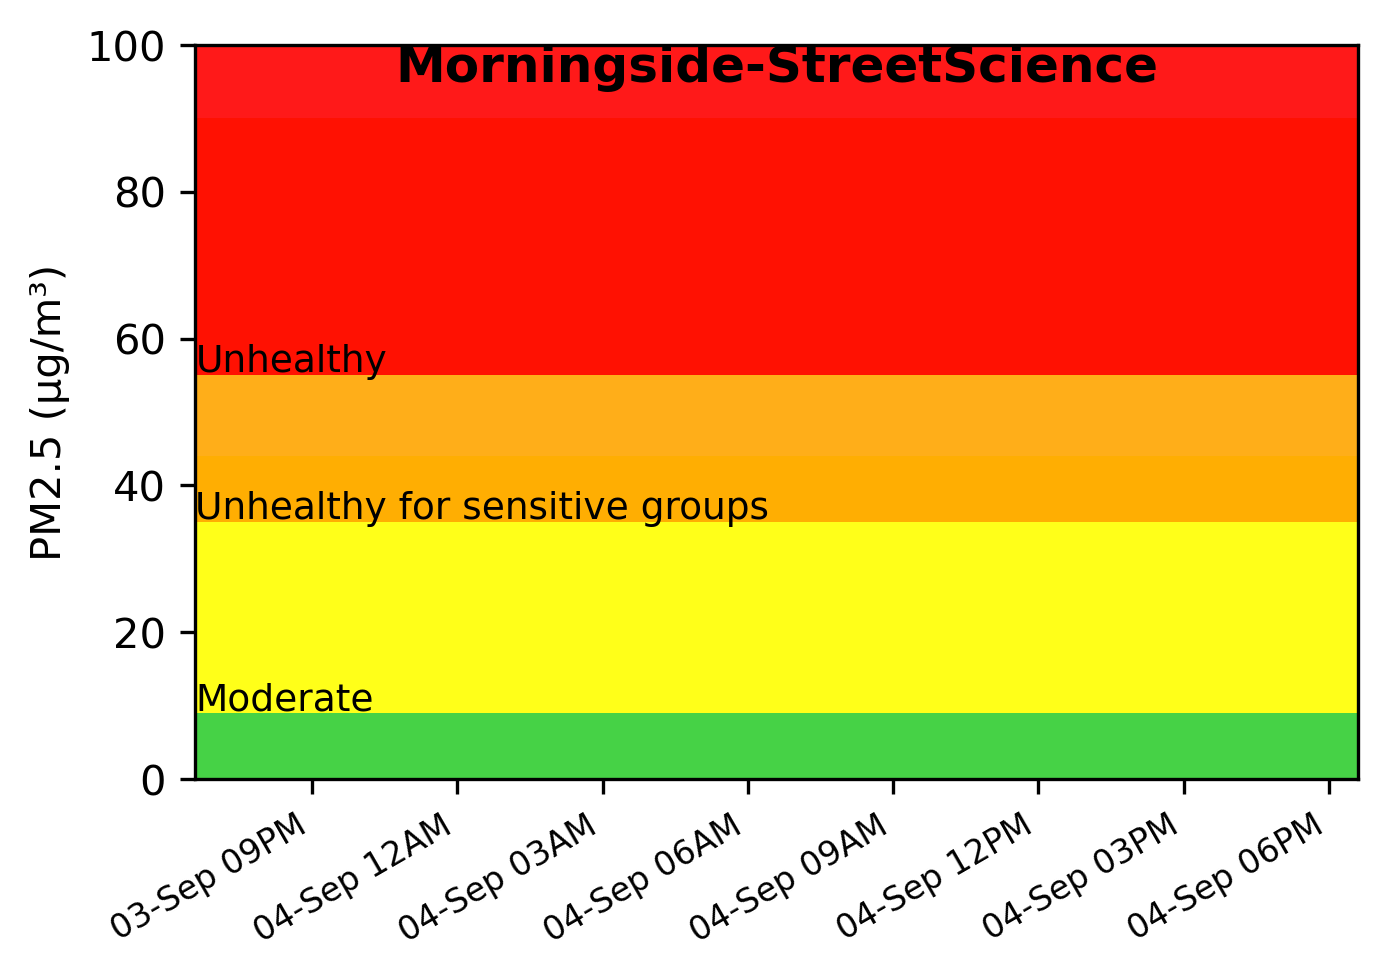 Morningside-StreetScience
100
80
60
40
20
0
PM2.5 (µg/m³)
Unhealthy
Unhealthy for sensitive groups
Moderate
03-Sep 09PM
04-Sep 12AM
04-Sep 03AM
04-Sep 06AM
04-Sep 09AM
04-Sep 12PM
04-Sep 03PM
04-Sep 06PM